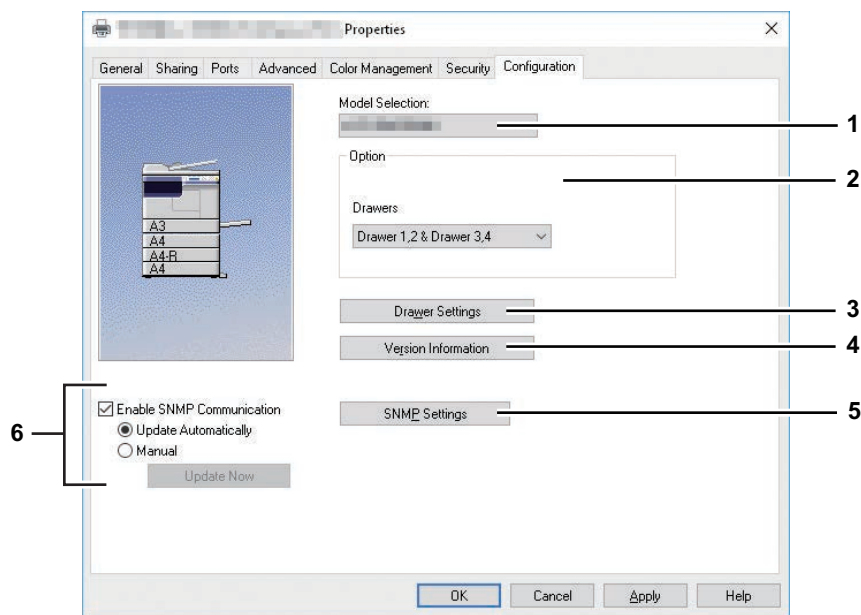 Properties
General Sharing Ports Advanced Color Management Security Configuration
Model Selection:
1
Option
2
Drawers
Drawer 1,2 & Drawer 3,4
A3
A4
A4-R
A4
Drawer Settings
3
Version Information
4
Enable SNMP Communication
SNMP Settings
5
Update Automatically
6
Manual
Update Now
OK Cancel Apply Help